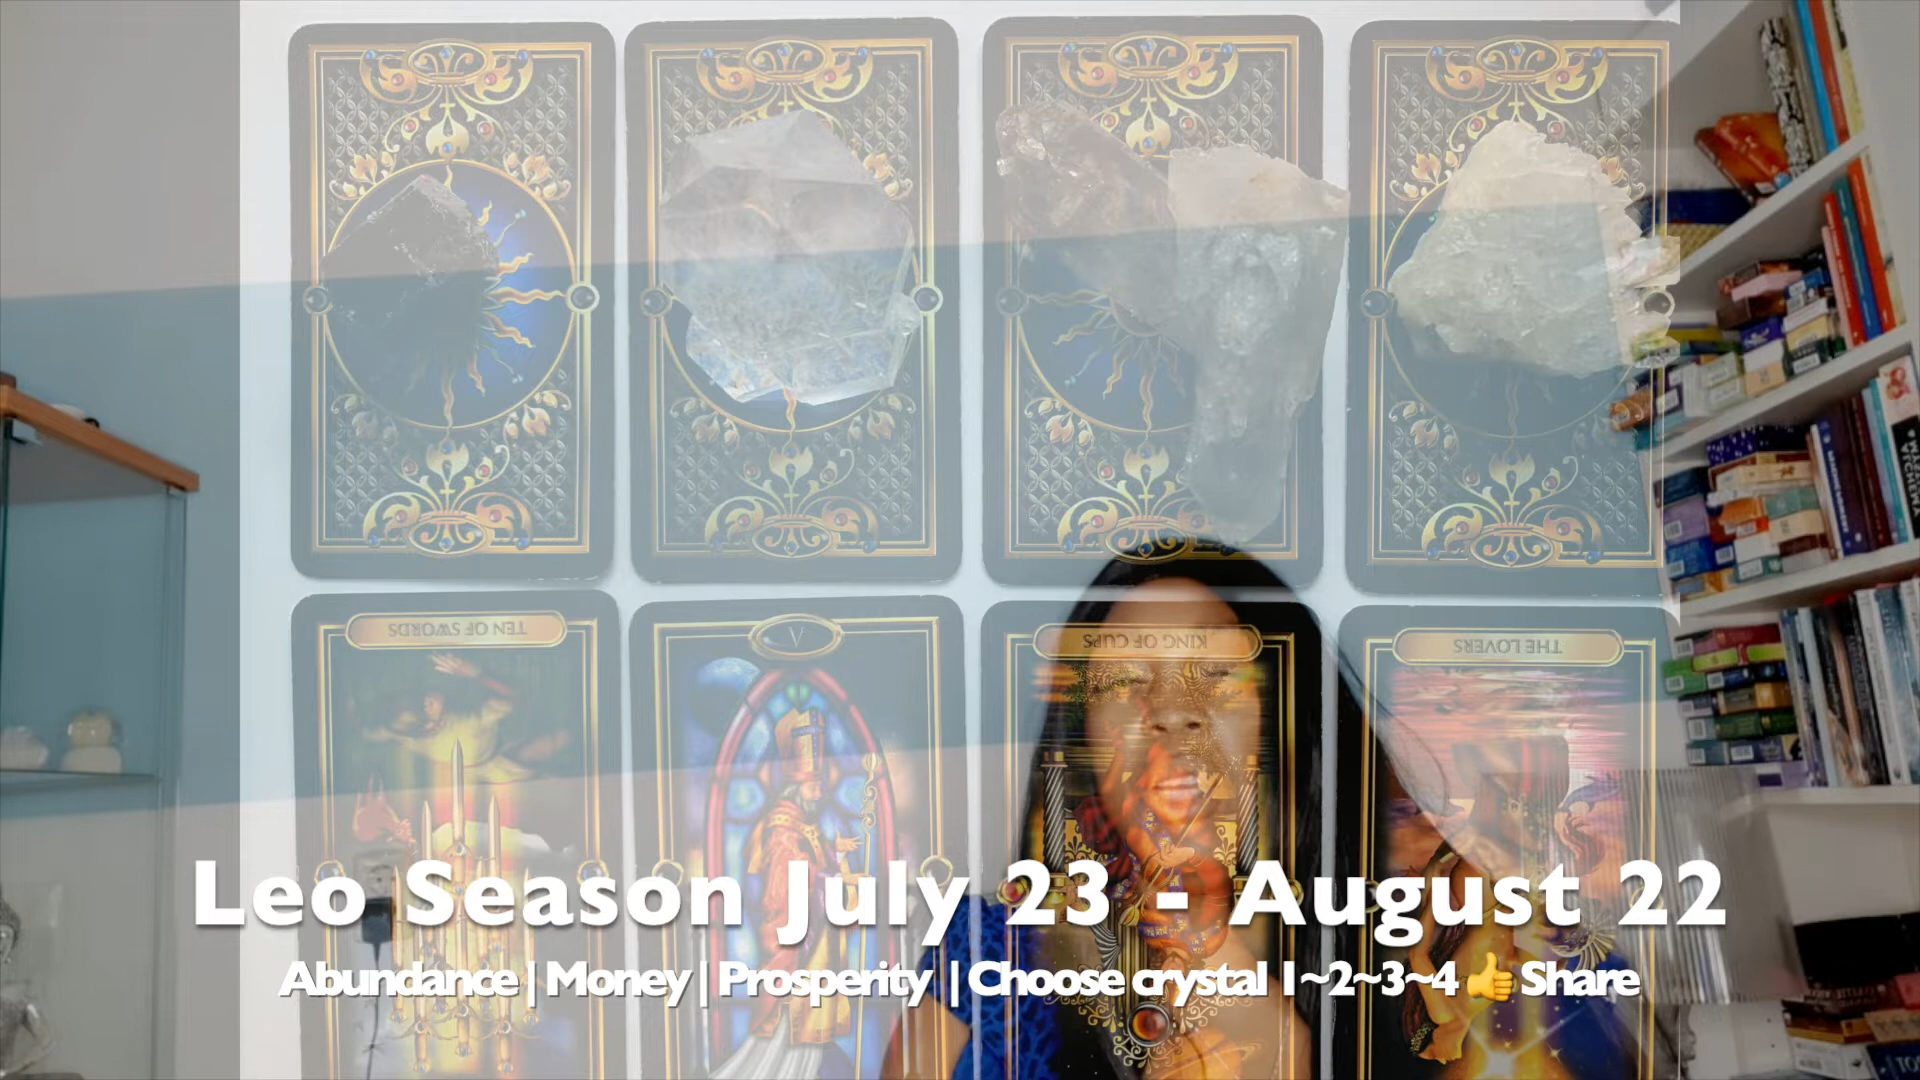 TEN OF SWORDS
V
KING OF CUPS
THE LOVERS
Leo Season July 23 - August 22
Abundance | Money | Prosperity | Choose crystal 1~2~3~4 👍 Share